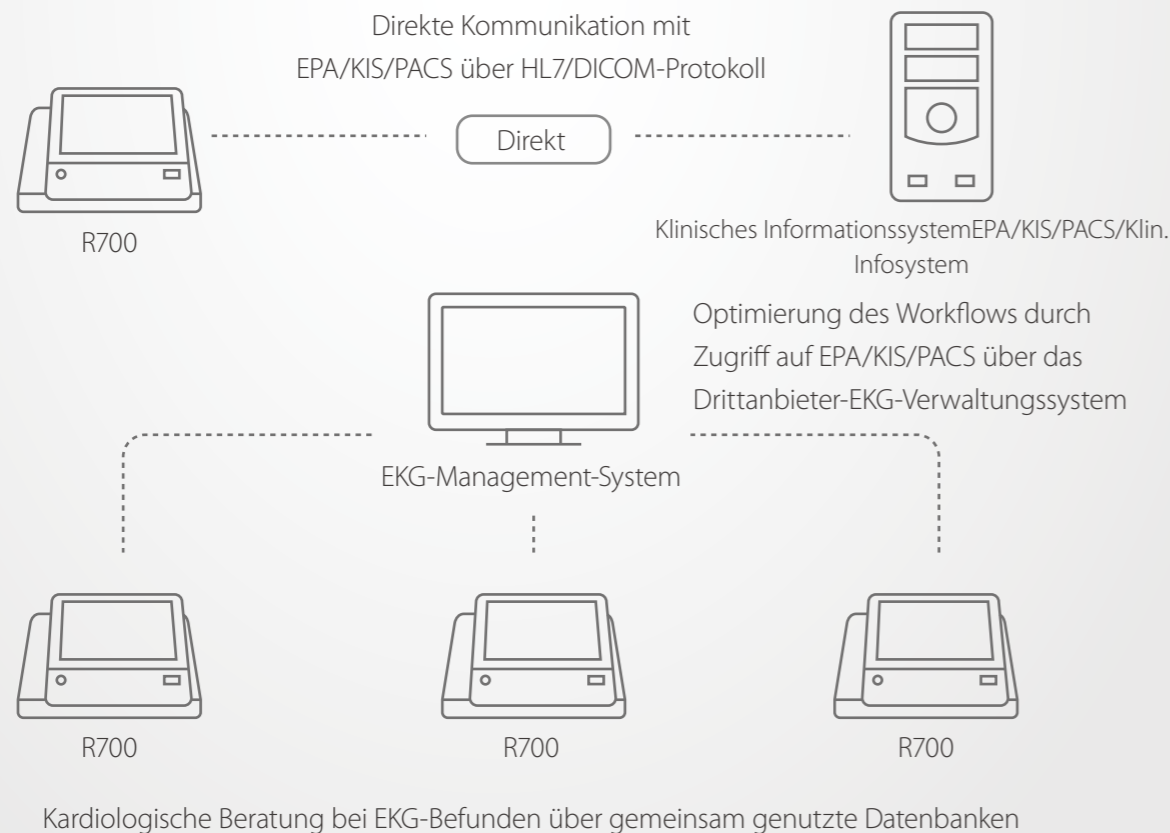 Direkte Kommunikation mit
EPA/KIS/PACS über HL7/DICOM-Protokoll
Direkt
R700
Klinisches InformationssystemEPA/KIS/PACS/Klin.
Infosystem
Optimierung des Workflows durch
Zugriff auf EPA/KIS/PACS über das
Drittanbieter-EKG-Verwaltungssystem
EKG-Management-System
R700
R700
R700
Kardiologische Beratung bei EKG-Befunden über gemeinsam genutzte Datenbanken